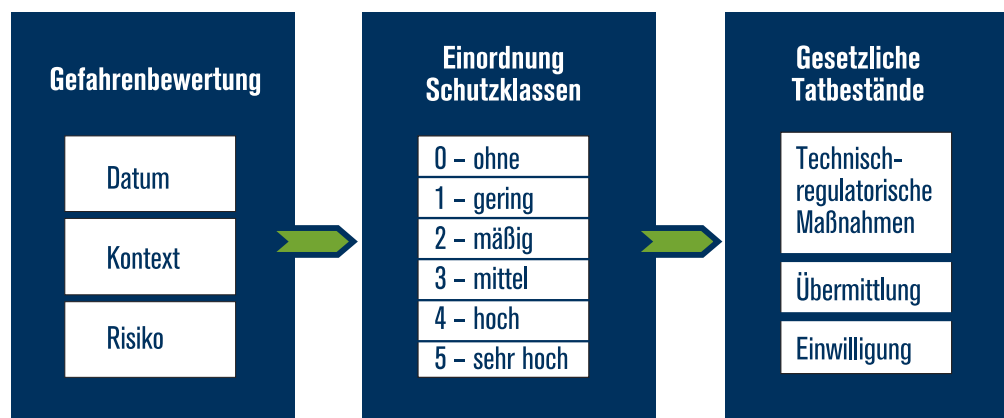 Gefahrenbewertung
Datum
Kontext
Risiko
Einordnung
Schutzklassen
0 – ohne
1 – gering
2 – mäßig
3 – mittel
4 – hoch
5 – sehr hoch
Gesetzliche
Tatbestände
Technisch-
regulatorische
Maßnahmen
Übermittlung
Einwilligung